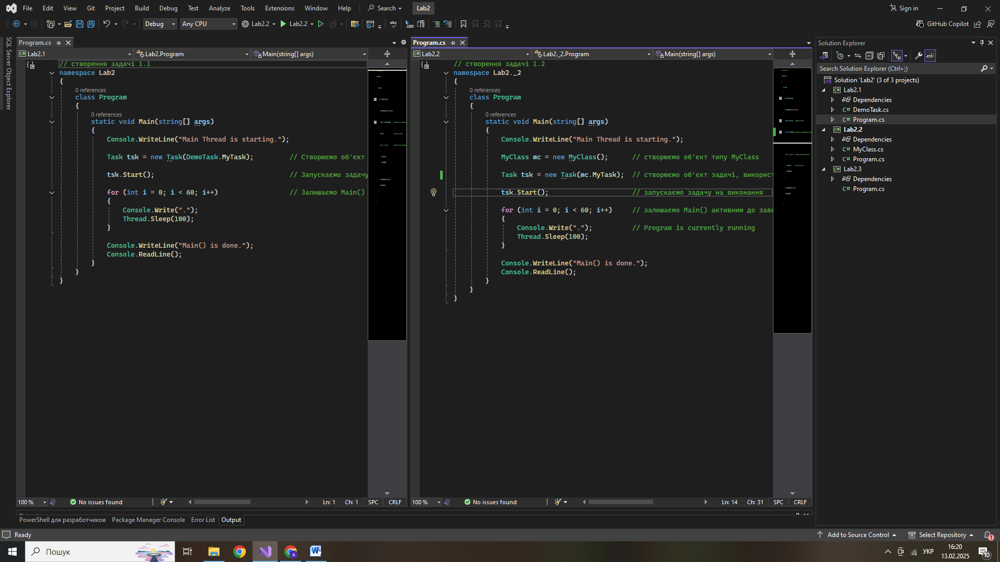 File Edit View Git Project Build Debug Test Analyze Tools Extensions Window Help Search Lab2 Sign in
Debug Any CPU Lab2.2 Lab2.2 GitHub Copilot
SQL Server Object Explorer
Program.cs
Lab2.1 Lab2.Program Main(string[] args)
// створення задачі 1.1
namespace Lab2
{
0 references
class Program
{
0 references
static void Main(string[] args)
{
Console.WriteLine("Main Thread is starting.");
Task tsk = new Task(DemoTask.MyTask); // Створюємо об'єкт
tsk.Start(); // Запускаємо задачу
for (int i = 0; i < 60; i++) // Залишаємо Main()
{
Console.Write(".");
Thread.Sleep(100);
}
Console.WriteLine("Main() is done.");
Console.ReadLine();
}
}
}
100 % No issues found Ln: 1 Ch: 1 SPC CRLF
Program.cs
Lab2.2 Lab2._2.Program Main(string[] args)
// створення задачі 1.2
namespace Lab2._2
{
0 references
class Program
{
0 references
static void Main(string[] args)
{
Console.WriteLine("Main Thread is starting.");
MyClass mc = new MyClass(); // створюємо об'єкт типу MyClass
Task tsk = new Task(mc.MyTask); // створюємо об'єкт задачі, використ
tsk.Start(); // запускаємо задачу на виконання
for (int i = 0; i < 60; i++) // залишаємо Main() активним до заве
{
Console.Write("."); // Program is currently running
Thread.Sleep(100);
}
Console.WriteLine("Main() is done.");
Console.ReadLine();
}
}
}
100 % No issues found Ln: 14 Ch: 31 SPC CRLF
Solution Explorer
Search Solution Explorer (Ctrl+;)
Solution 'Lab2' (3 of 3 projects)
Lab2.1
Dependencies
C# DemoTask.cs
C# Program.cs
Lab2.2
Dependencies
C# MyClass.cs
C# Program.cs
Lab2.3
Dependencies
C# Program.cs
PowerShell для разработчиков Package Manager Console Error List Output
Ready Add to Source Control Select Repository 1
Пошук УКР 16:20
13.02.2025 10